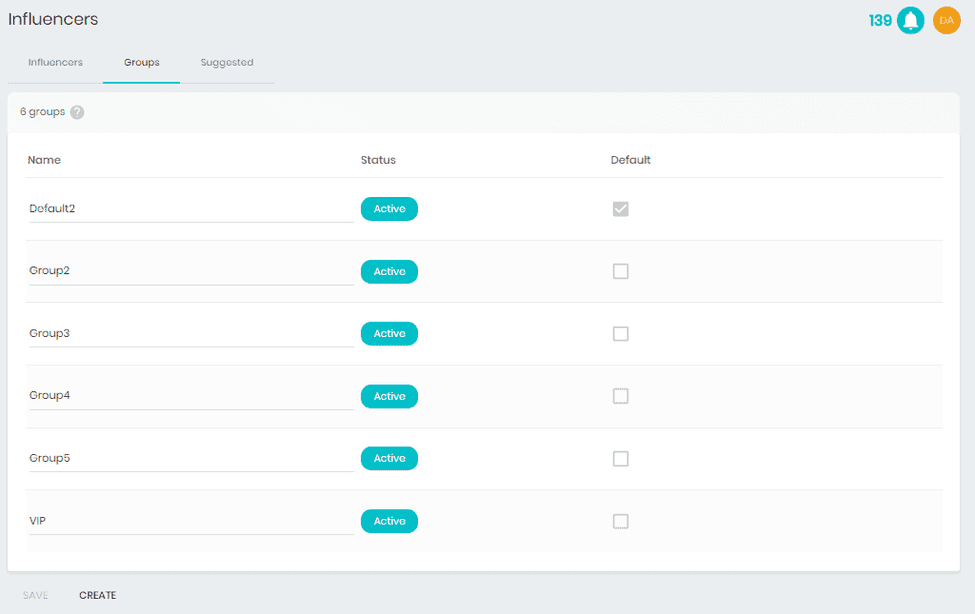 Influencers
139
DA
Influencers Groups Suggested
6 groups ?
Name Status Default
Default2 Active
Group2 Active
Group3 Active
Group4 Active
Group5 Active
VIP Active
SAVE CREATE